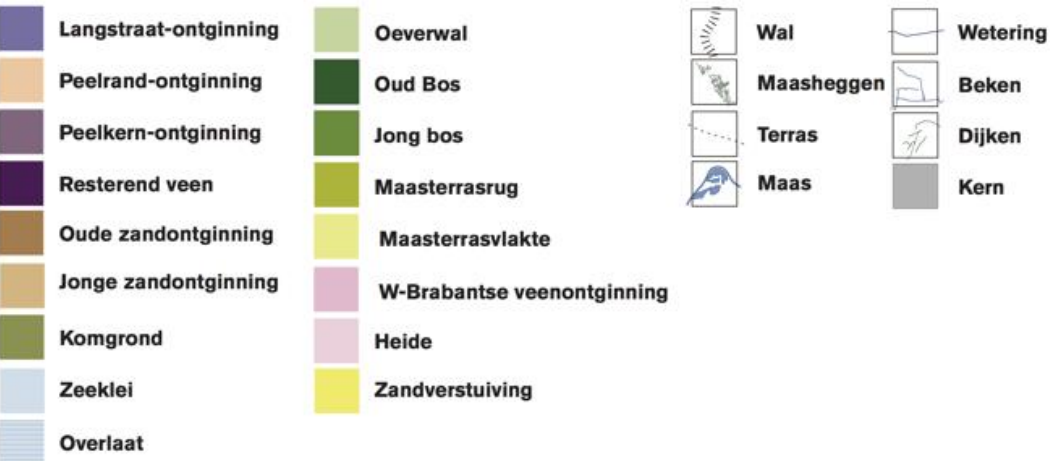 Langstraat-ontginning
Peelrand-ontginning
Peelkern-ontginning
Resterend veen
Oude zandontginning
Jonge zandontginning
Komgrond
Zeeklei
Overlaat
Oeverwal
Oud Bos
Jong bos
Maasterrasrug
Maasterrasvlakte
W-Brabantse veenontginning
Heide
Zandverstuiving
Wal
Maasheggen
Terras
Maas
Wetering
Beken
Dijken
Kern